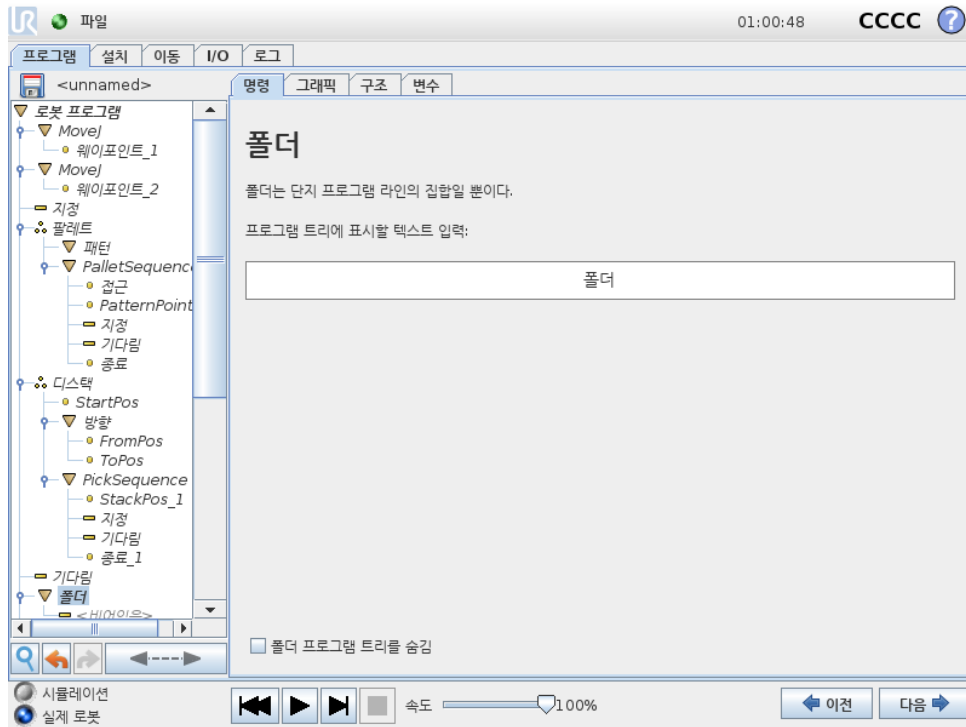 UR 파일 01:00:48 CCCC ?
프로그램 설치 이동 I/O 로그
<unnamed>
명령 그래픽 구조 변수
로봇 프로그램
MoveJ
웨이포인트_1
MoveJ
웨이포인트_2
지정
팔레트
패턴
PalletSequence
접근
PatternPoint
지정
기다림
종료
디스택
StartPos
방향
FromPos
ToPos
PickSequence
StackPos_1
지정
기다림
종료_1
기다림
폴더
<비어있음>
폴더
폴더는 단지 프로그램 라인의 집합일 뿐이다.
프로그램 트리에 표시할 텍스트 입력:
폴더
폴더 프로그램 트리를 숨김
시뮬레이션
실제 로봇
속도 100%
이전 다음